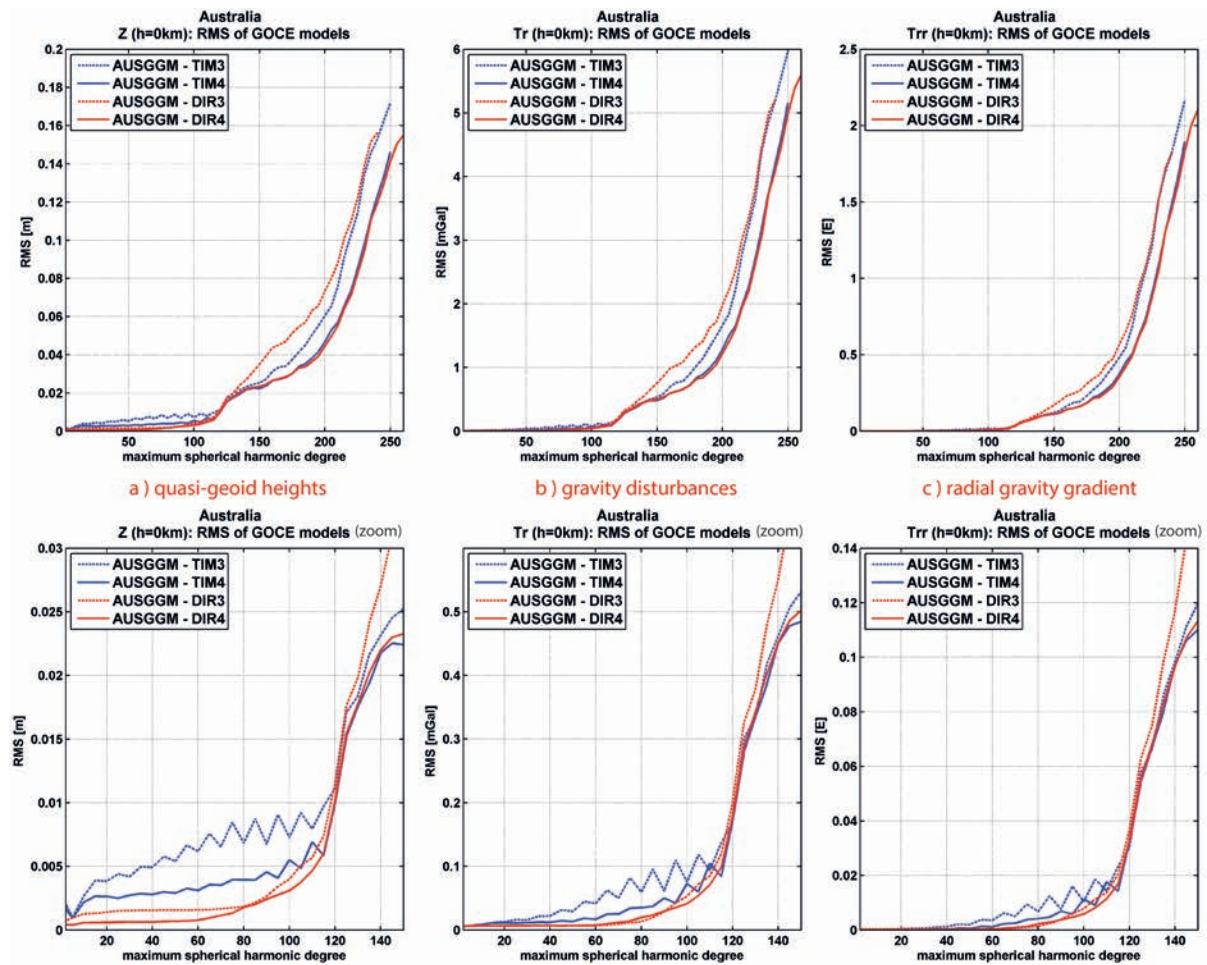 Australia
Z (h=0km): RMS of GOCE models
0.2
0.18
0.16
0.14
0.12
0.1
0.08
0.06
0.04
0.02
0
RMS [m]
AUSGGM - TIM3
AUSGGM - TIM4
AUSGGM - DIR3
AUSGGM - DIR4
50 100 150 200 250
maximum spherical harmonic degree
a ) quasi-geoid heights
Australia
Tr (h=0km): RMS of GOCE models
6
5
4
3
2
1
0
RMS [mGal]
AUSGGM - TIM3
AUSGGM - TIM4
AUSGGM - DIR3
AUSGGM - DIR4
50 100 150 200 250
maximum spherical harmonic degree
b ) gravity disturbances
Australia
Trr (h=0km): RMS of GOCE models
2.5
2
1.5
1
0.5
0
RMS [E]
AUSGGM - TIM3
AUSGGM - TIM4
AUSGGM - DIR3
AUSGGM - DIR4
50 100 150 200 250
maximum spherical harmonic degree
c ) radial gravity gradient
Australia
Z (h=0km): RMS of GOCE models (zoom)
0.03
0.025
0.02
0.015
0.01
0.005
0
RMS [m]
AUSGGM - TIM3
AUSGGM - TIM4
AUSGGM - DIR3
AUSGGM - DIR4
20 40 60 80 100 120 140
maximum spherical harmonic degree
Australia
Tr (h=0km): RMS of GOCE models (zoom)
0.5
0.4
0.3
0.2
0.1
0
RMS [mGal]
AUSGGM - TIM3
AUSGGM - TIM4
AUSGGM - DIR3
AUSGGM - DIR4
20 40 60 80 100 120 140
maximum spherical harmonic degree
Australia
Trr (h=0km): RMS of GOCE models (zoom)
0.14
0.12
0.1
0.08
0.06
0.04
0.02
0
RMS [E]
AUSGGM - TIM3
AUSGGM - TIM4
AUSGGM - DIR3
AUSGGM - DIR4
20 40 60 80 100 120 140
maximum spherical harmonic degree